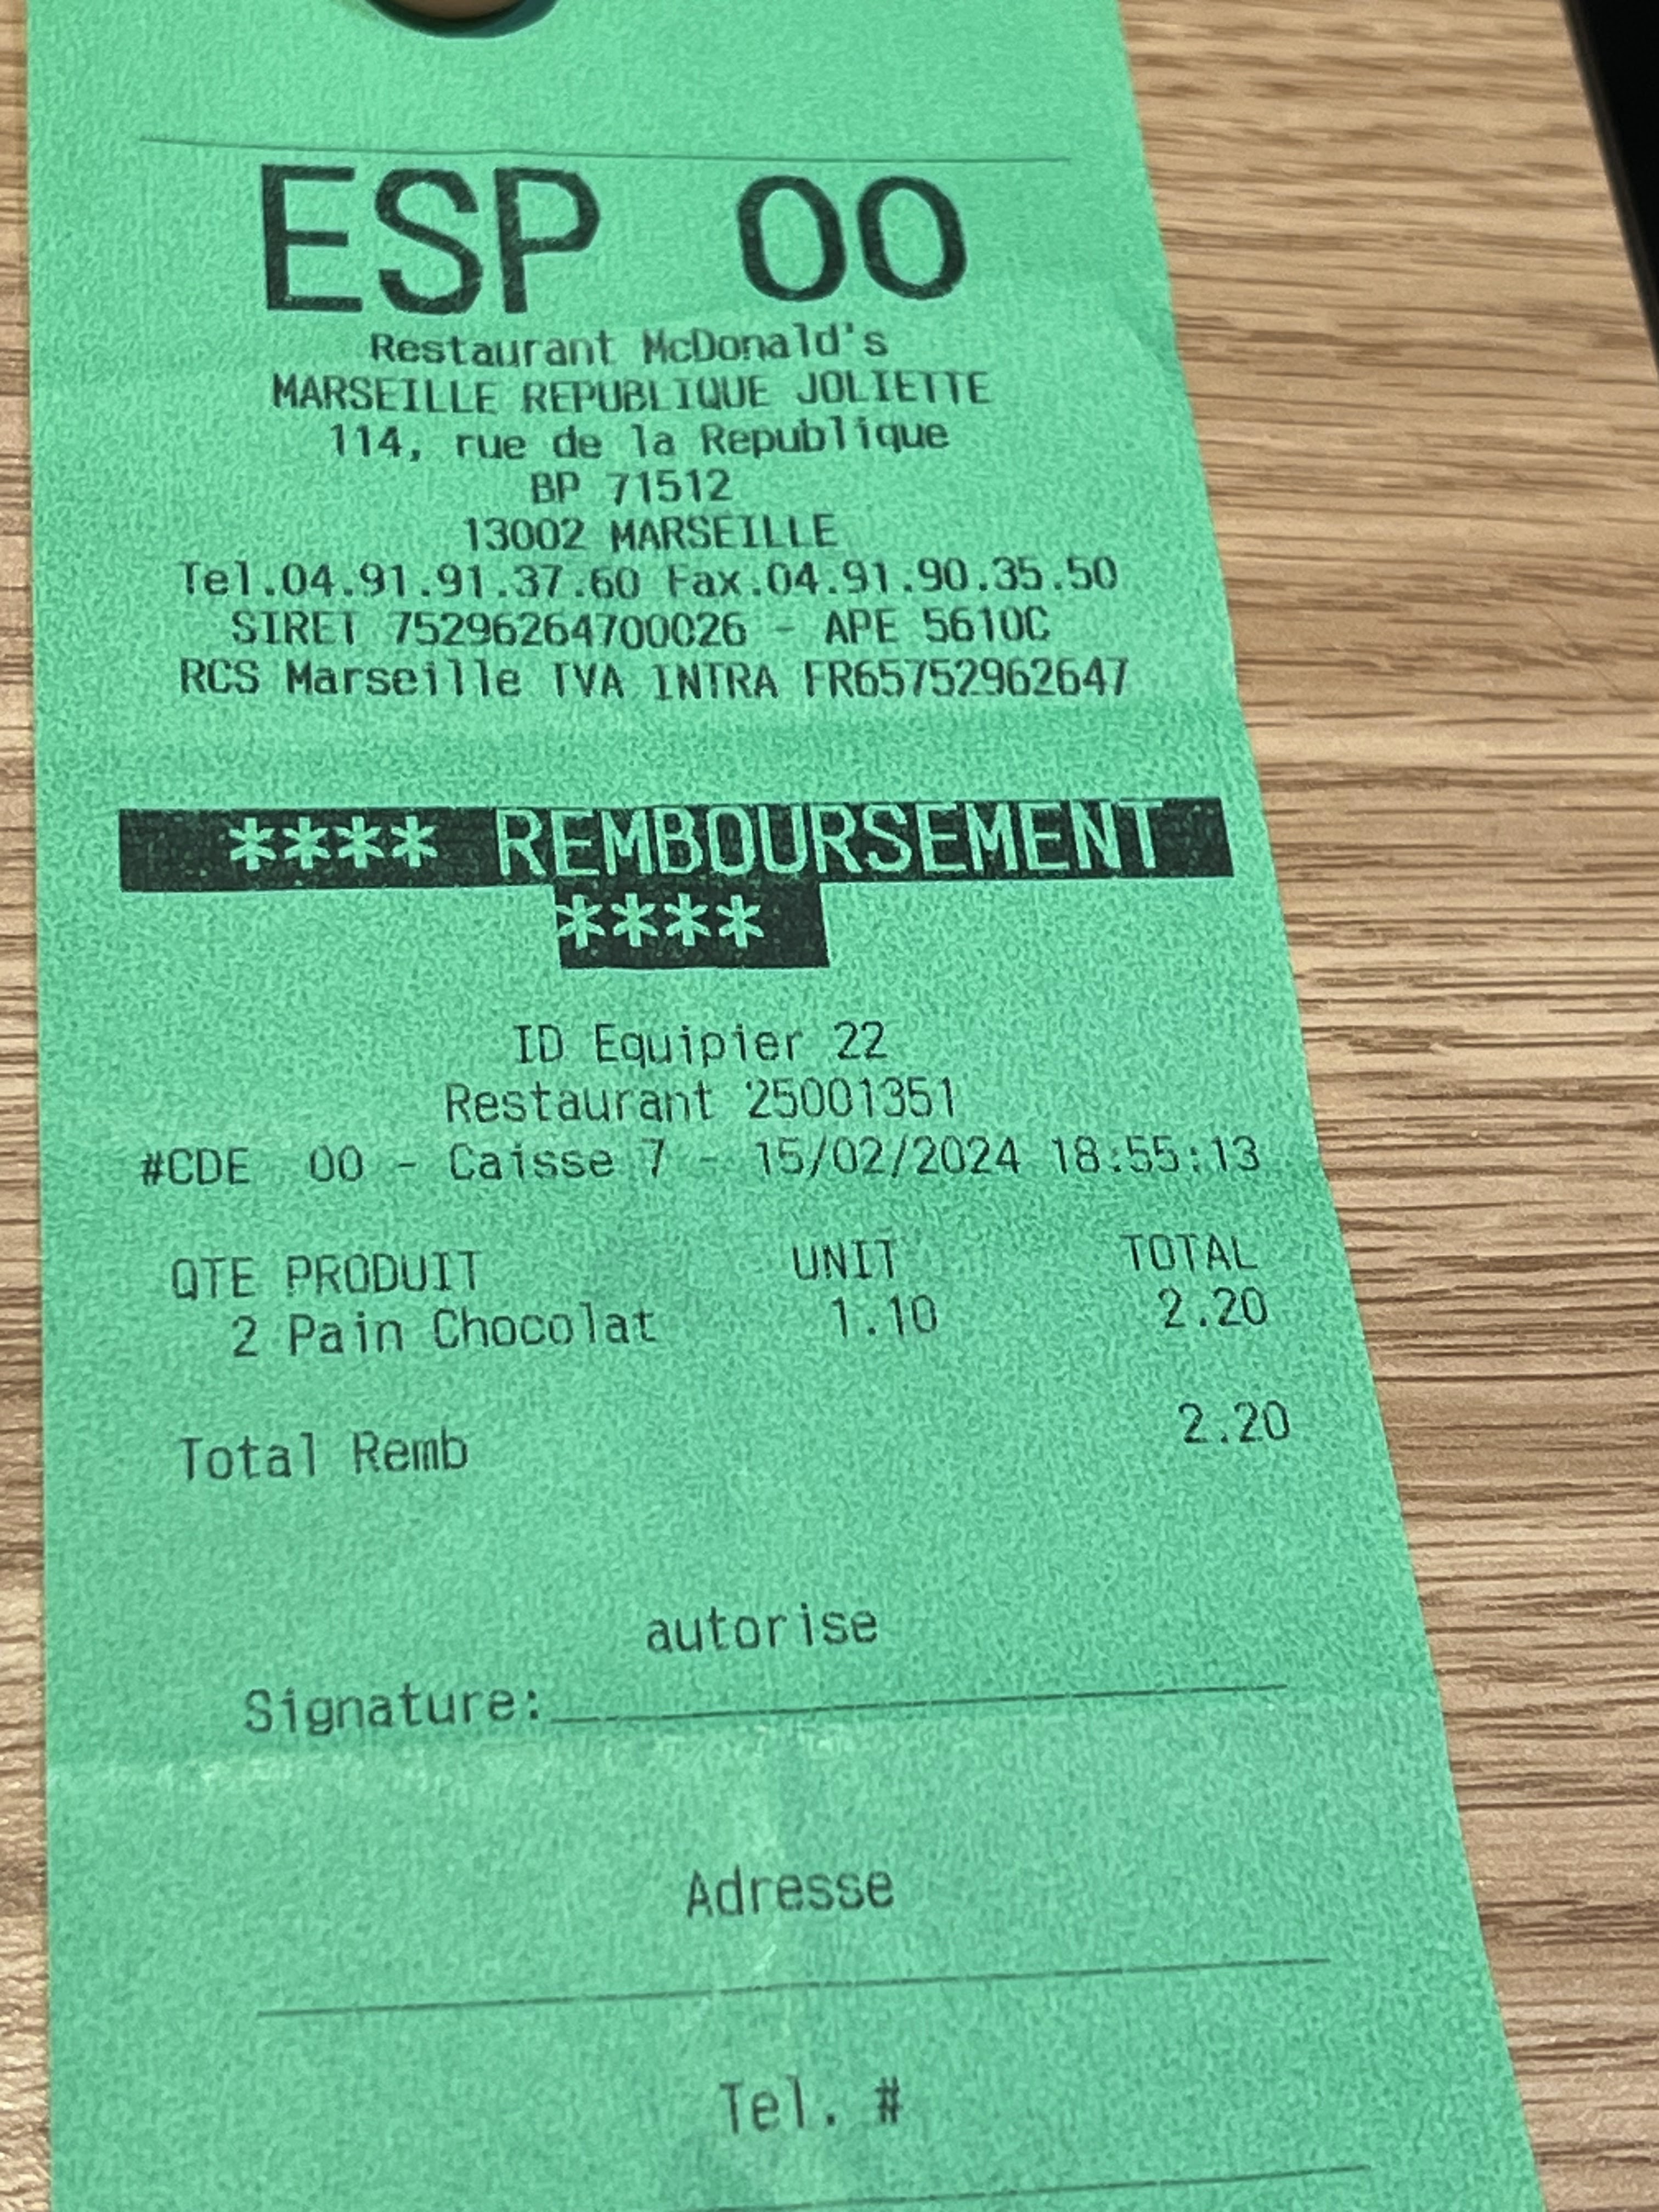 ESP 00
Restaurant McDonald's
MARSEILLE REPUBLIQUE JOLIETTE
114, rue de la Republique
BP 71512
13002 MARSEILLE
Tel.04.91.91.37.60 Fax.04.91.90.35.50
SIRET 75296264700026 - APE 5610C
RCS Marseille TVA INTRA FR65752962647
**** REMBOURSEMENT
****
ID Equipier 22
Restaurant 25001351
#CDE 00 - Caisse 7 - 15/02/2024 18:55:13
QTE PRODUIT UNIT TOTAL
2 Pain Chocolat 1.10 2.20
Total Remb 2.20
autorise
Signature:
Adresse
Tel. #